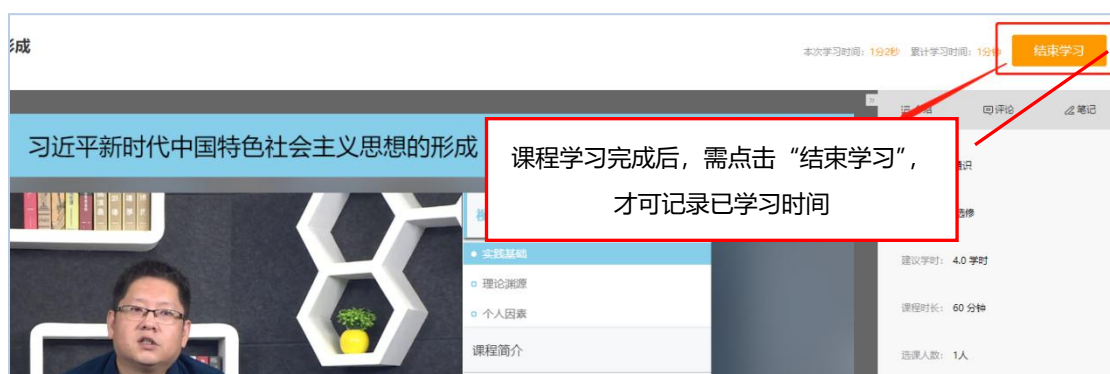 形成
本次学习时间：1分2秒 累计学习时间：1分钟
结束学习
评论
笔记
习近平新时代中国特色社会主义思想的形成
课程学习完成后，需点击“结束学习”，
才可记录已学习时间
实践基础
理论渊源
个人因素
课程简介
建议学时：4.0 学时
课程时长：60 分钟
选课人数：1人